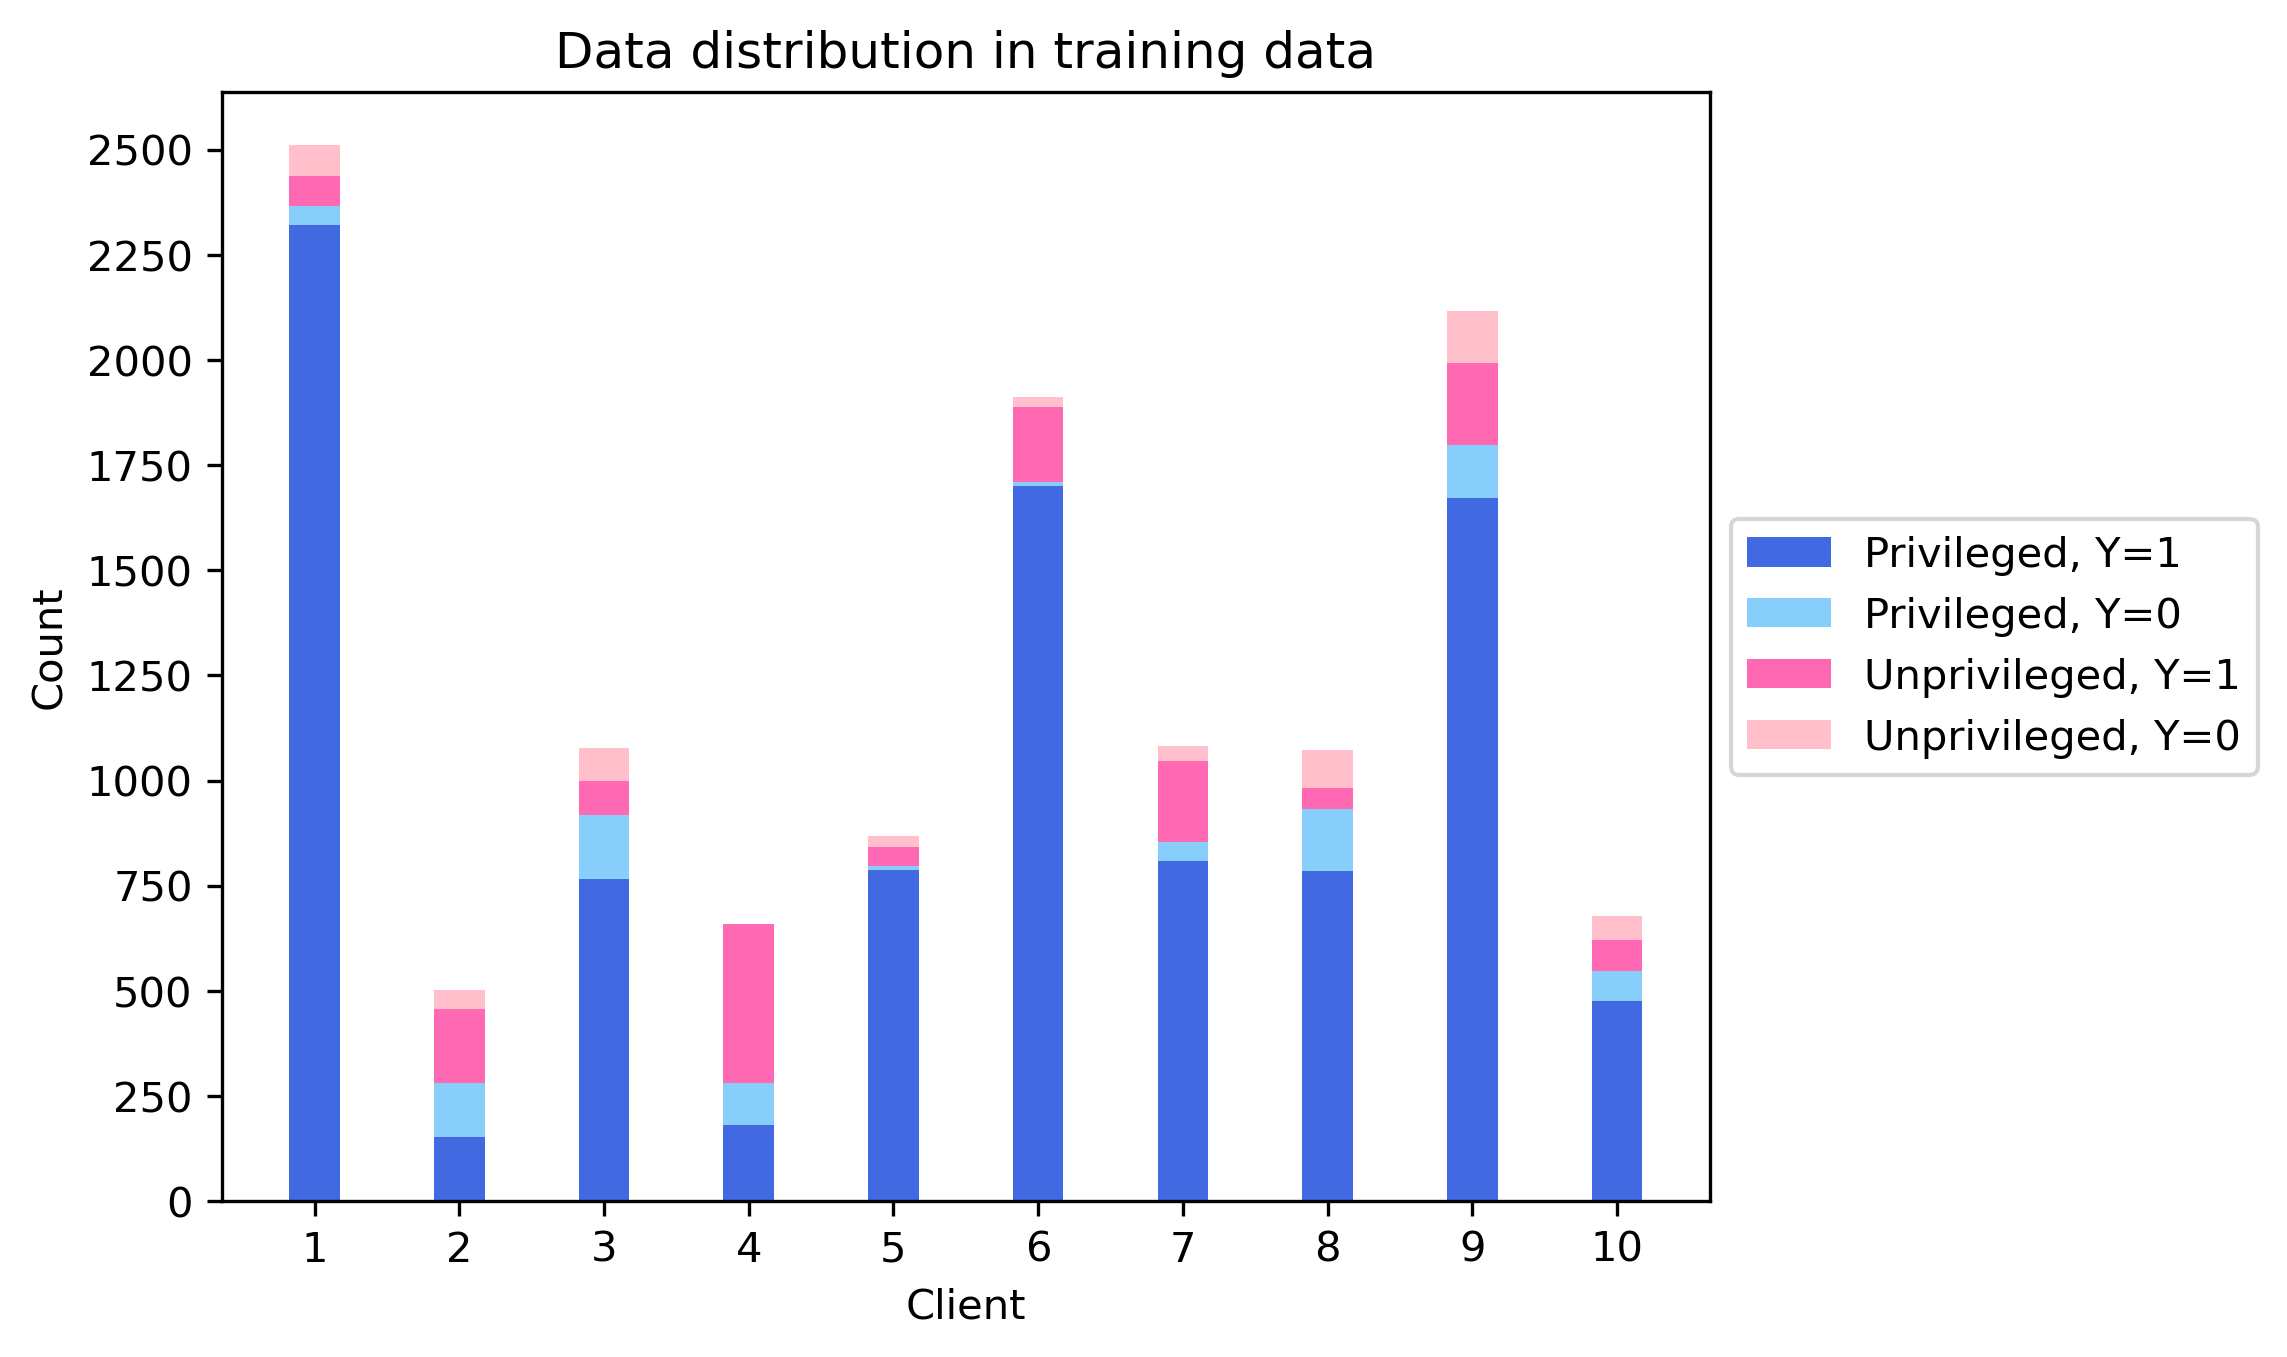 Data distribution in training data
2500
2250
2000
1750
1500
1250
1000
750
500
250
0
Count
1 2 3 4 5 6 7 8 9 10
Client
Privileged, Y=1
Privileged, Y=0
Unprivileged, Y=1
Unprivileged, Y=0